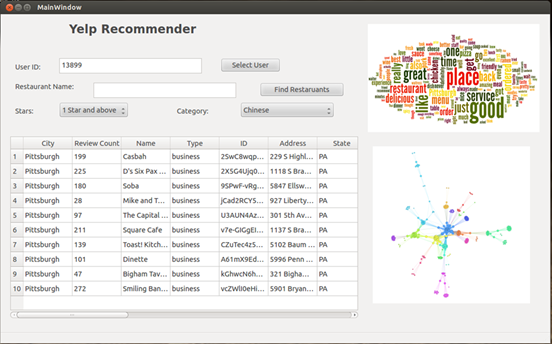 MainWindow
Yelp Recommender
User ID: 13899 Select User
Restaurant Name: Find Restaruants
Stars: 1 Star and above Category: Chinese
City Review Count Name Type ID Address State
1 Pittsburgh 199 Casbah business 2SwC8wqp... 229 S Highl... PA
2 Pittsburgh 225 D's Six Pax ... business 2X5G4Ujq0... 1118 S Bra... PA
3 Pittsburgh 180 Soba business 9SPwF-vRg... 5847 Ellsw... PA
4 Pittsburgh 28 Mike and T... business jCad2RCY5... 927 Liberty... PA
5 Pittsburgh 97 The Capital ... business U3AUN4Az... 301 5th Av... PA
6 Pittsburgh 211 Square Cafe business v7e-GIGgEI... 1137 S Bra... PA
7 Pittsburgh 139 Toast! Kitch... business CZuTec4z5... 5102 Baum ... PA
8 Pittsburgh 101 Dinette business A61mX9Ed... 5996 Penn ... PA
9 Pittsburgh 47 Bigham Tav... business kGhwcN6h... 321 Bigha... PA
10 Pittsburgh 272 Smiling Ban... business vcZWlI0eHi... 5901 Bryan... PA
really great time good one back
restaurant place menu service
delicious like just good